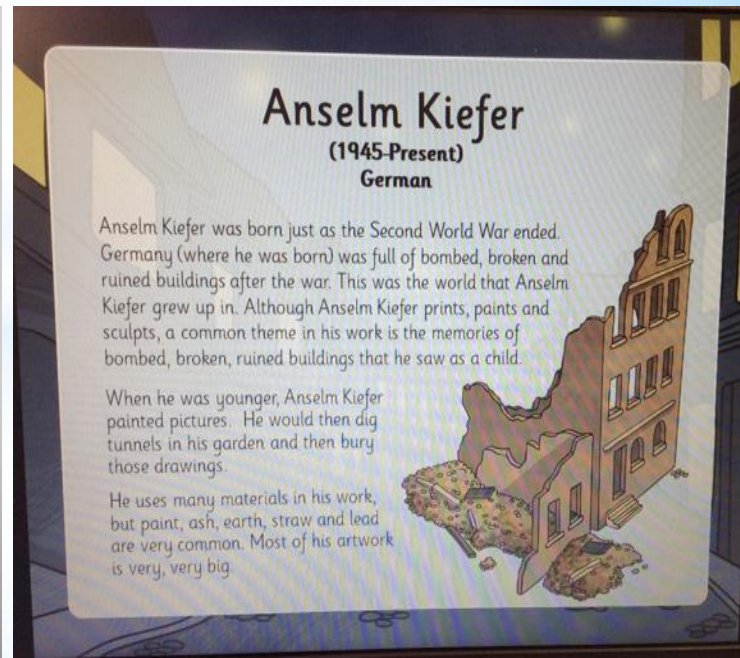 Anselm Kiefer
(1945-Present)
German
Anselm Kiefer was born just as the Second World War ended.
Germany (where he was born) was full of bombed, broken and
ruined buildings after the war. This was the world that Anselm
Kiefer grew up in. Although Anselm Kiefer prints, paints and
sculpts, a common theme in his work is the memories of
bombed, broken, ruined buildings that he saw as a child.
When he was younger, Anselm Kiefer
painted pictures. He would then dig
tunnels in his garden and then bury
those drawings.
He uses many materials in his work,
but paint, ash, earth, straw and lead
are very common. Most of his artwork
is very, very big.